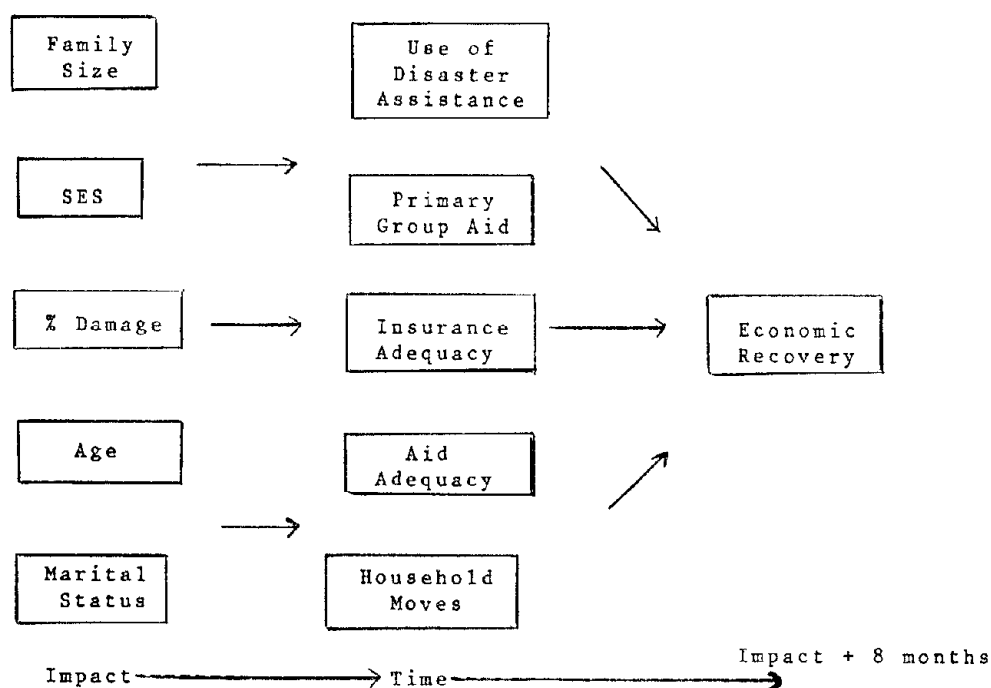 Family
Size
Use of
Disaster
Assistance
SES
Primary
Group Aid
% Damage
Insurance
Adequacy
Economic
Recovery
Age
Aid
Adequacy
Marital
Status
Household
Moves
Impact + 8 months
Impact Time